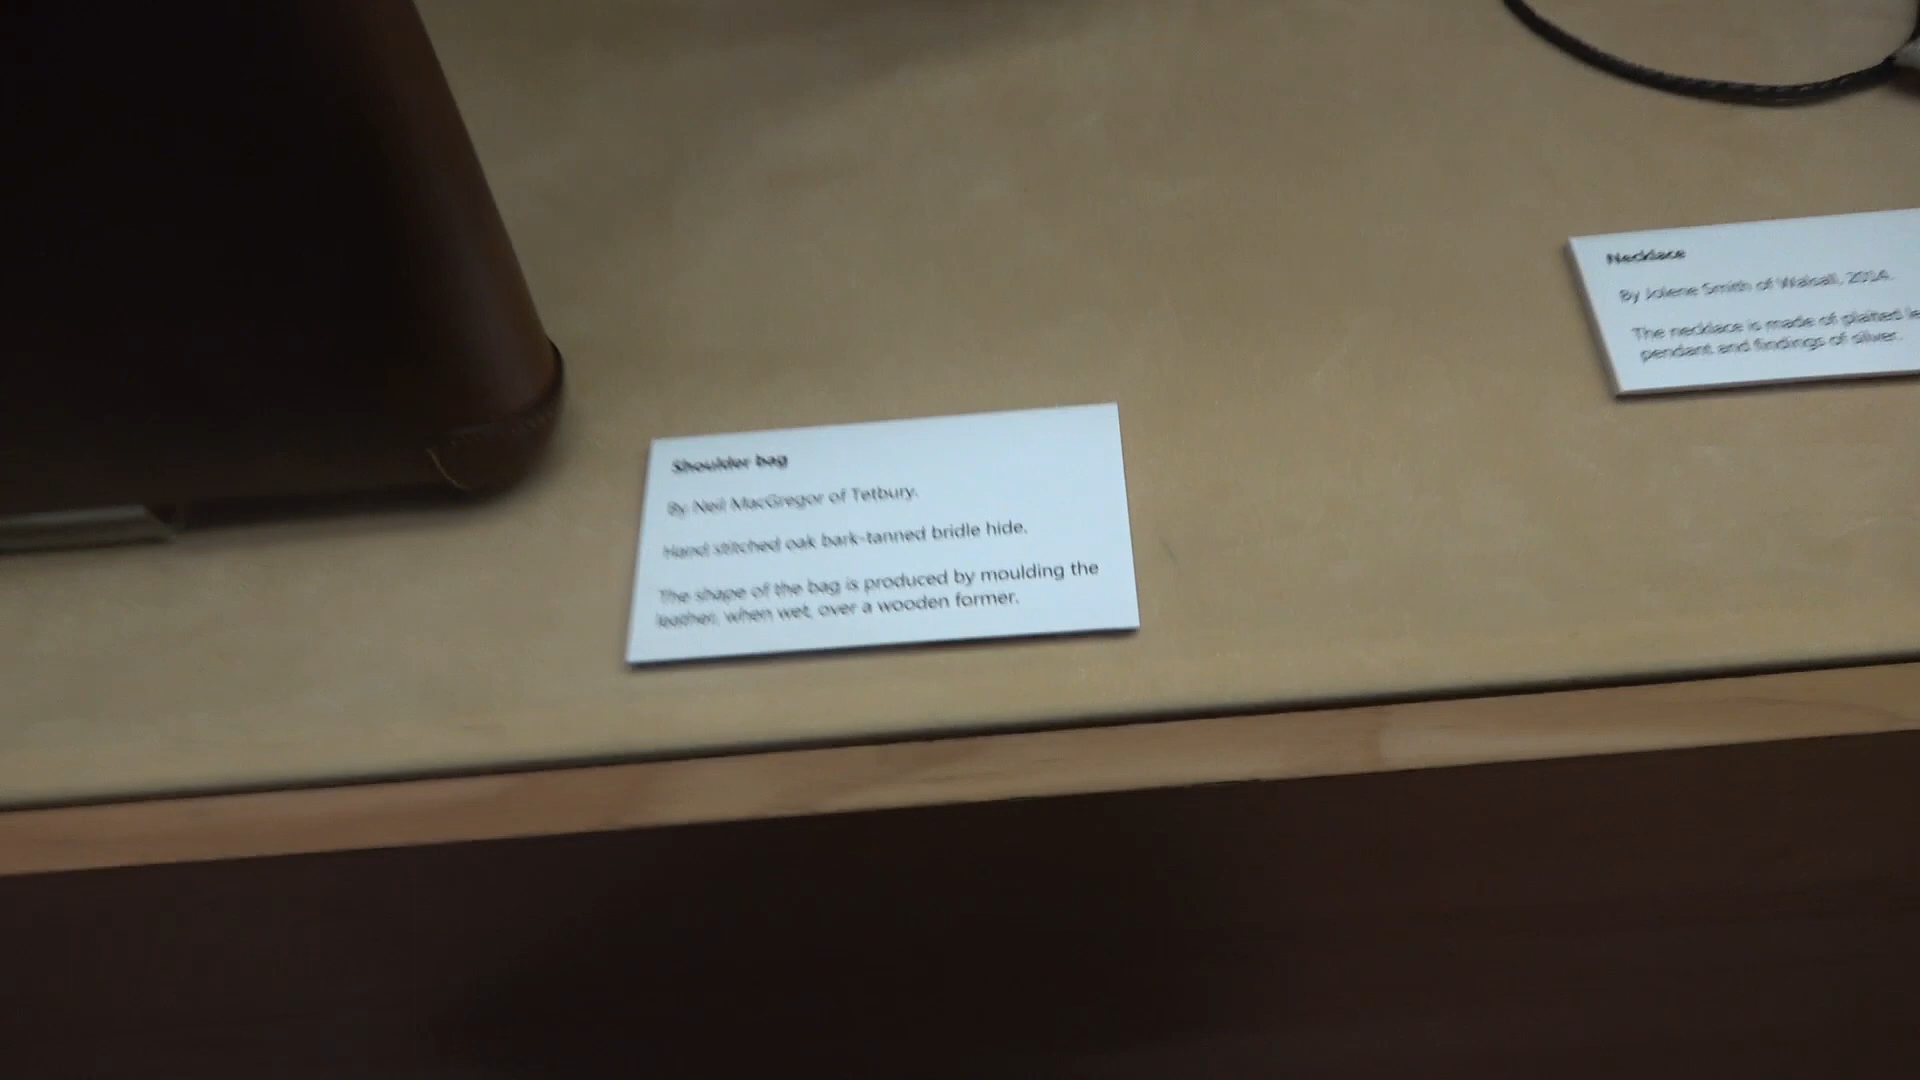 Shoulder bag
By Neil MacGregor of Tetbury.
Hand stitched oak bark-tanned bridle hide.
The shape of the bag is produced by moulding the
leather, when wet, over a wooden former.
Necklace
By Jolene Smith of Walsall, 2014.
The necklace is made of plaited
pendant and findings of silver.